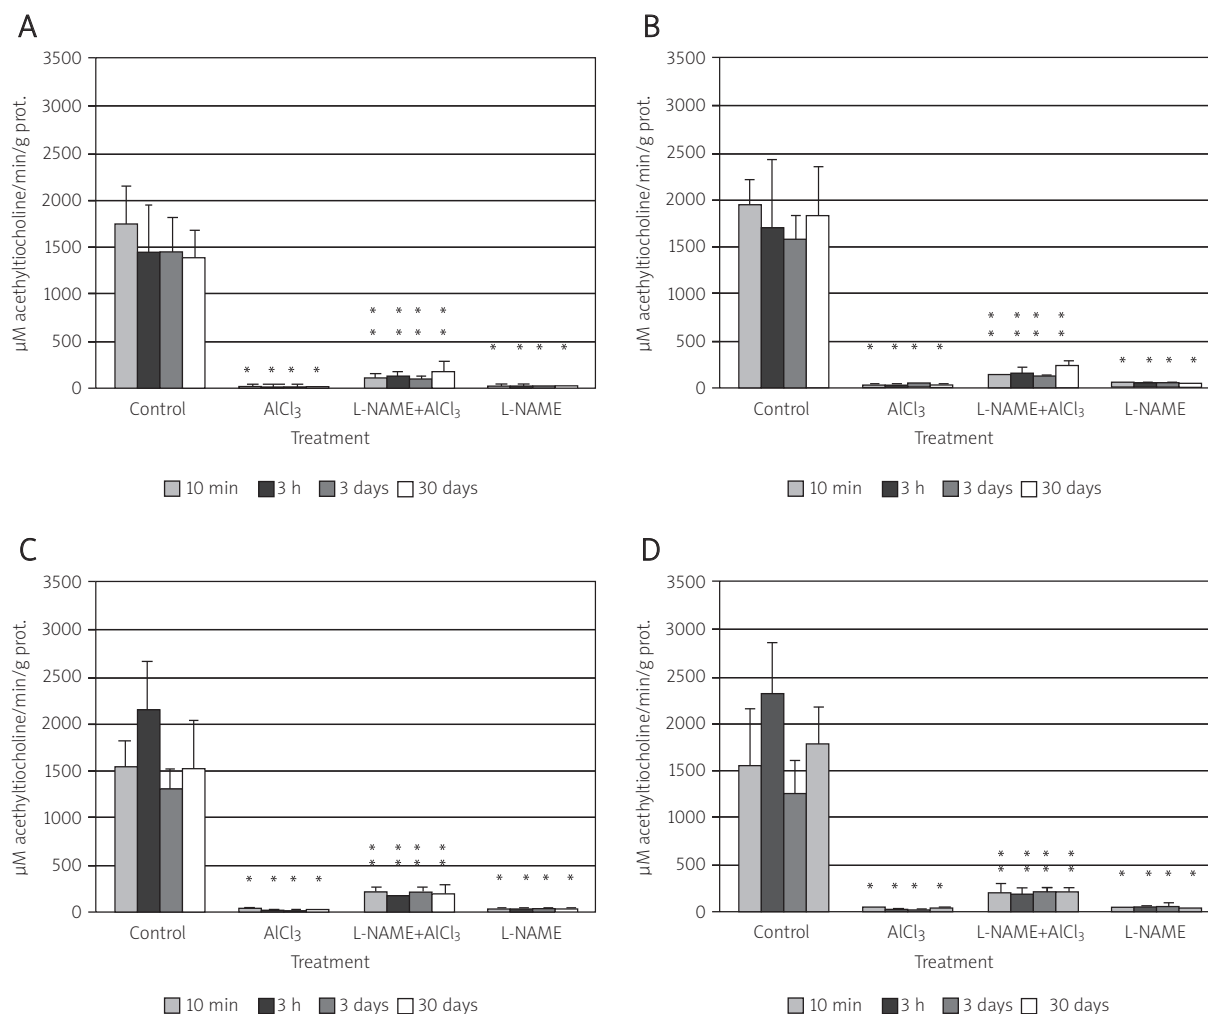 A
µM acethyltiocholine/min/g prot.
3500
3000
2500
2000
1500
1000
500
0
* * * *
* * * *
* * * *
* * * *
Control AlCl3 L-NAME+AlCl3 L-NAME
Treatment
10 min 3 h 3 days 30 days
B
µM acethyltiocholine/min/g prot.
3500
3000
2500
2000
1500
1000
500
0
* * * *
* * * *
* * * *
* * * *
Control AlCl3 L-NAME+AlCl3 L-NAME
Treatment
10 min 3 h 3 days 30 days
C
µM acethyltiocholine/min/g prot.
3500
3000
2500
2000
1500
1000
500
0
* * * *
* * * *
* * * *
* * * *
Control AlCl3 L-NAME+AlCl3 L-NAME
Treatment
10 min 3 h 3 days 30 days
D
µM acethyltiocholine/min/g prot.
3500
3000
2500
2000
1500
1000
500
0
* * * *
* * * *
* * * *
* * * *
Control AlCl3 L-NAME+AlCl3 L-NAME
Treatment
10 min 3 h 3 days 30 days